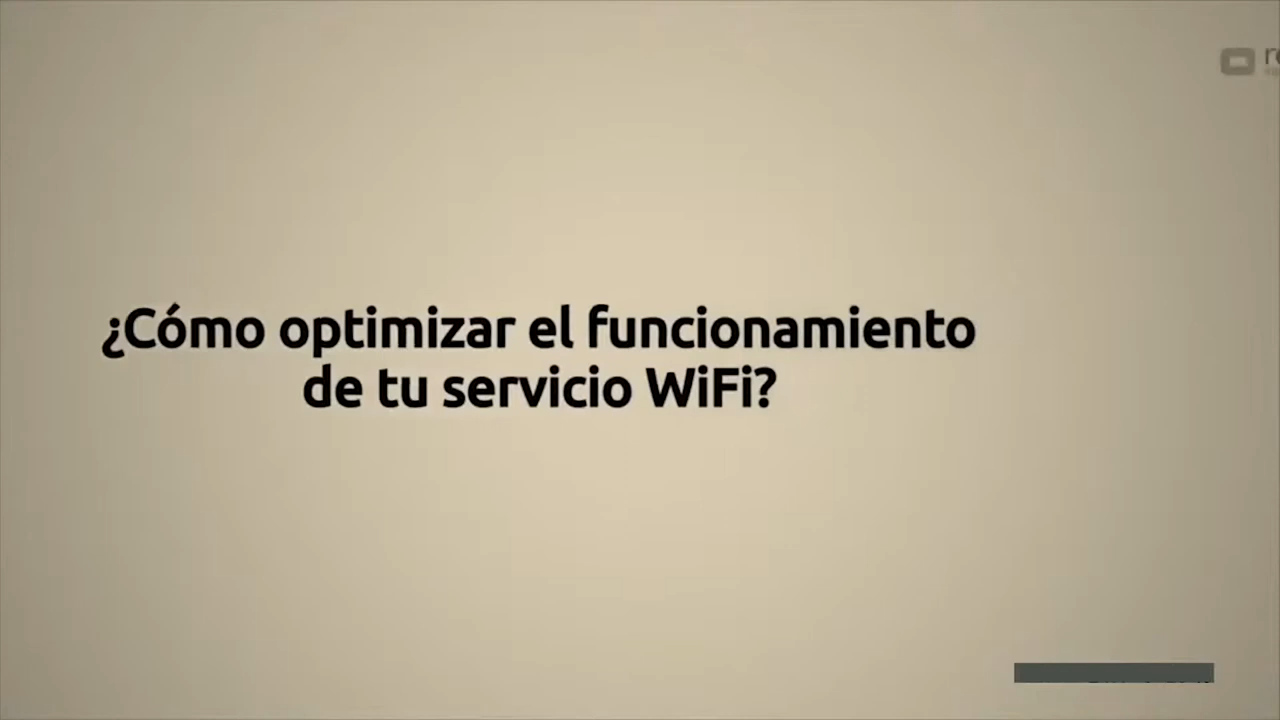 ¿Cómo optimizar el funcionamiento
de tu servicio WiFi?